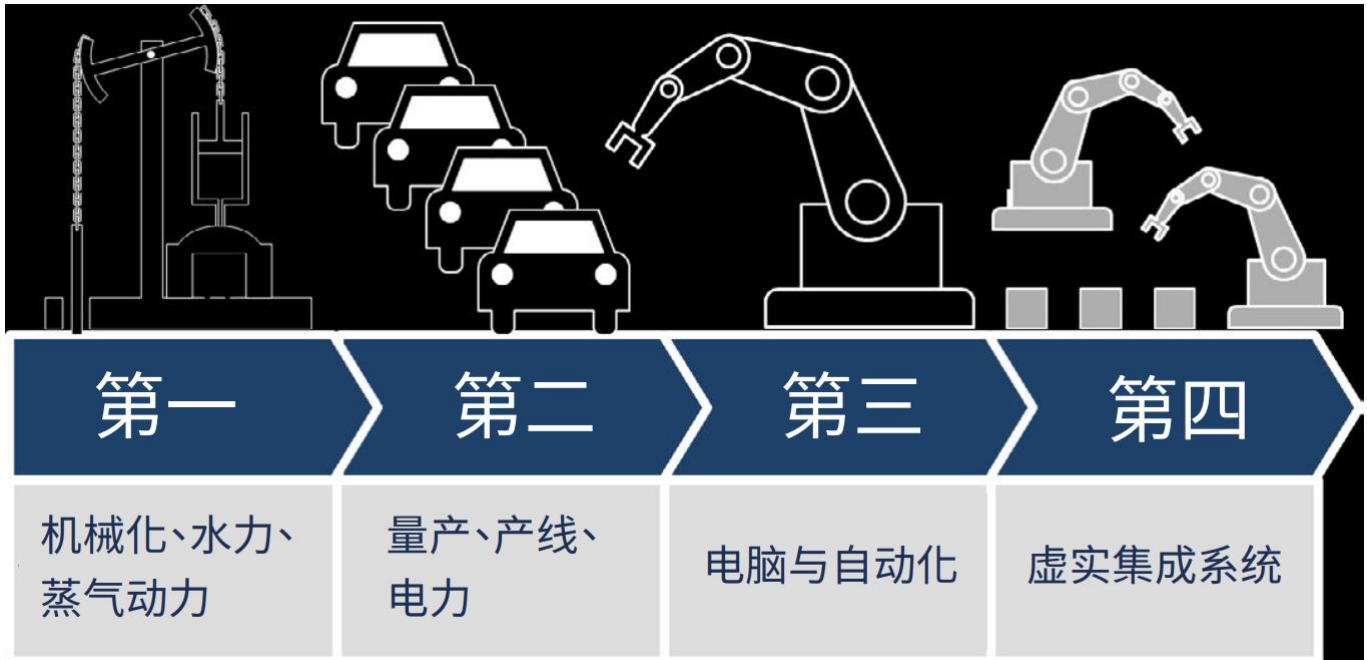 第一
第二
第三
第四
机械化、水力、
蒸气动力
量产、产线、
电力
电脑与自动化
虚实集成系统